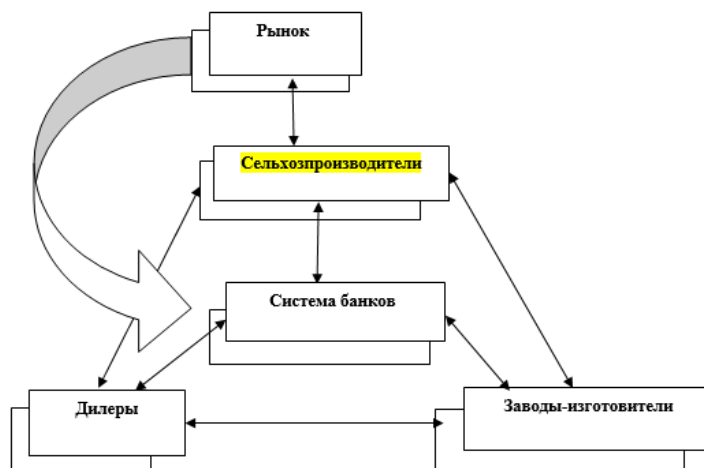 Рынок
Сельхозпроизводители
Система банков
Дилеры
Заводы-изготовители